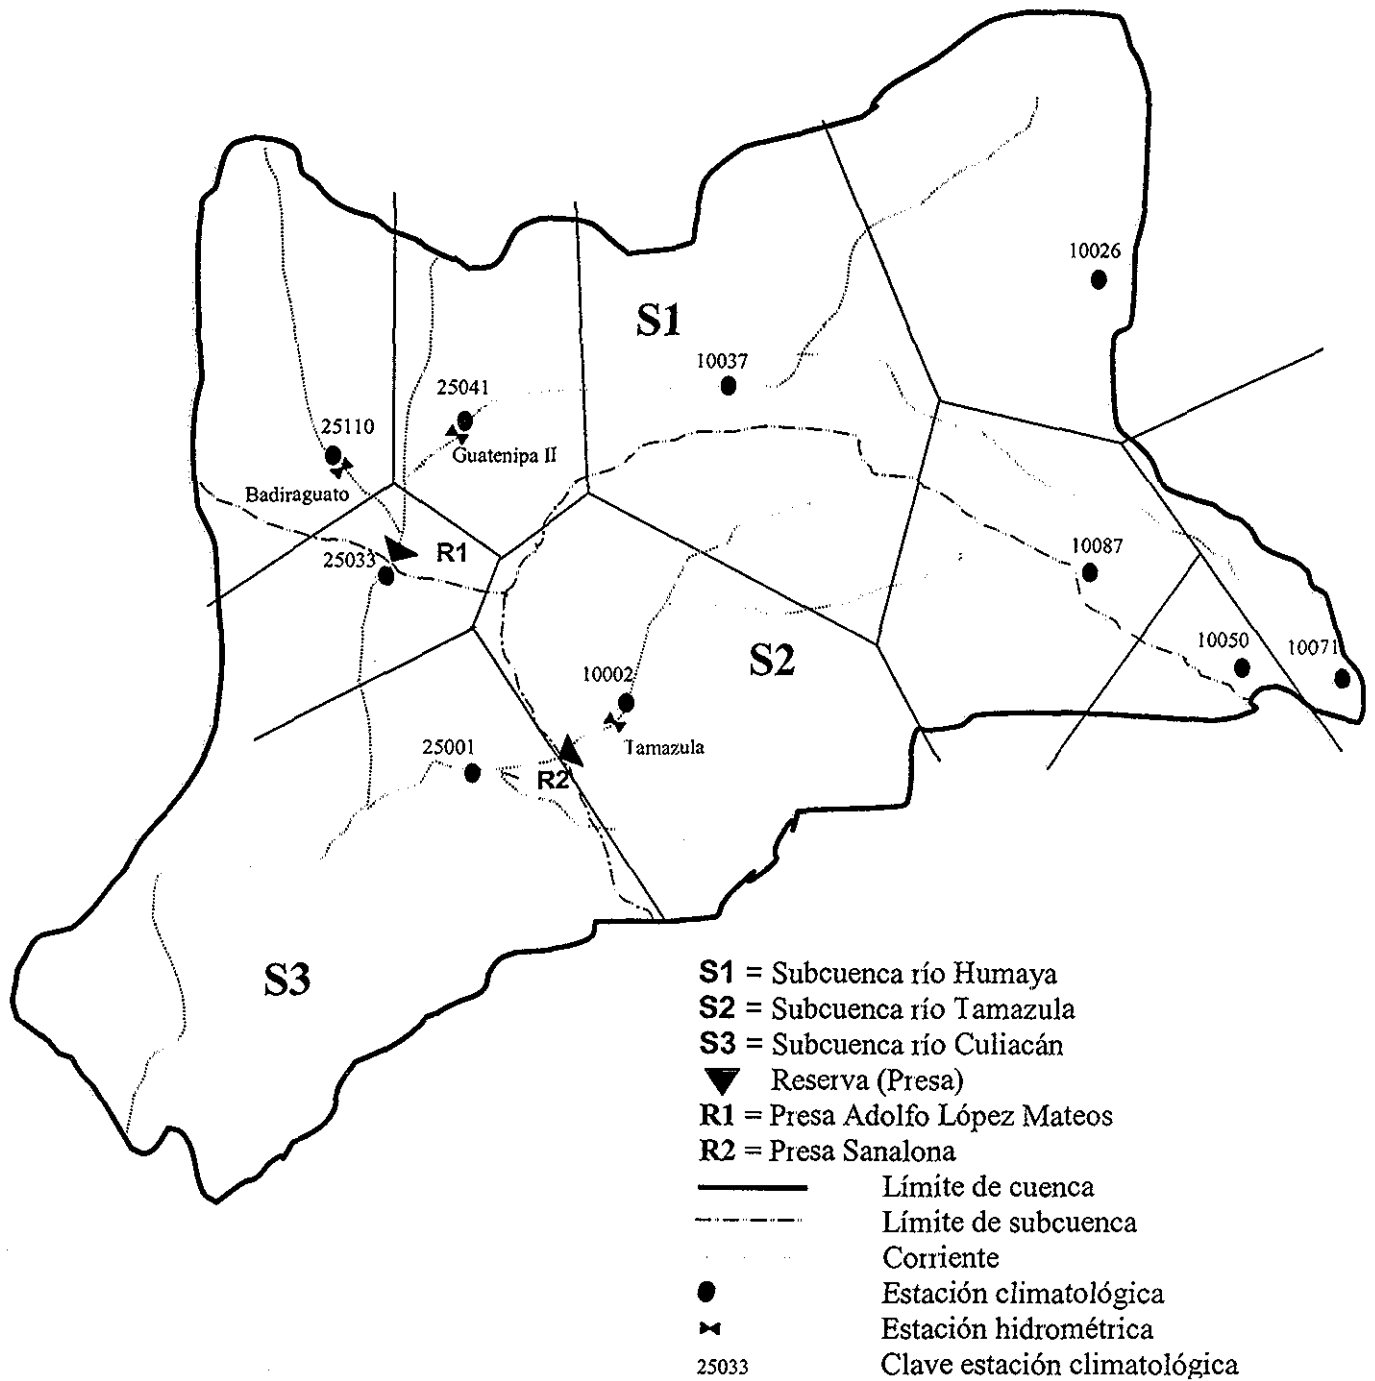 10026
S1
10037
25041
25110
Guatenipa II
Badiraguato
R1
25033
10087
10050
10071
S2
10002
Tamazula
25001
R2
S3
S1 = Subcuenca río Humaya
S2 = Subcuenca río Tamazula
S3 = Subcuenca río Culiacán
Reserva (Presa)
R1 = Presa Adolfo López Mateos
R2 = Presa Sanalona
Límite de cuenca
Límite de subcuenca
Corriente
Estación climatológica
Estación hidrométrica
25033 Clave estación climatológica